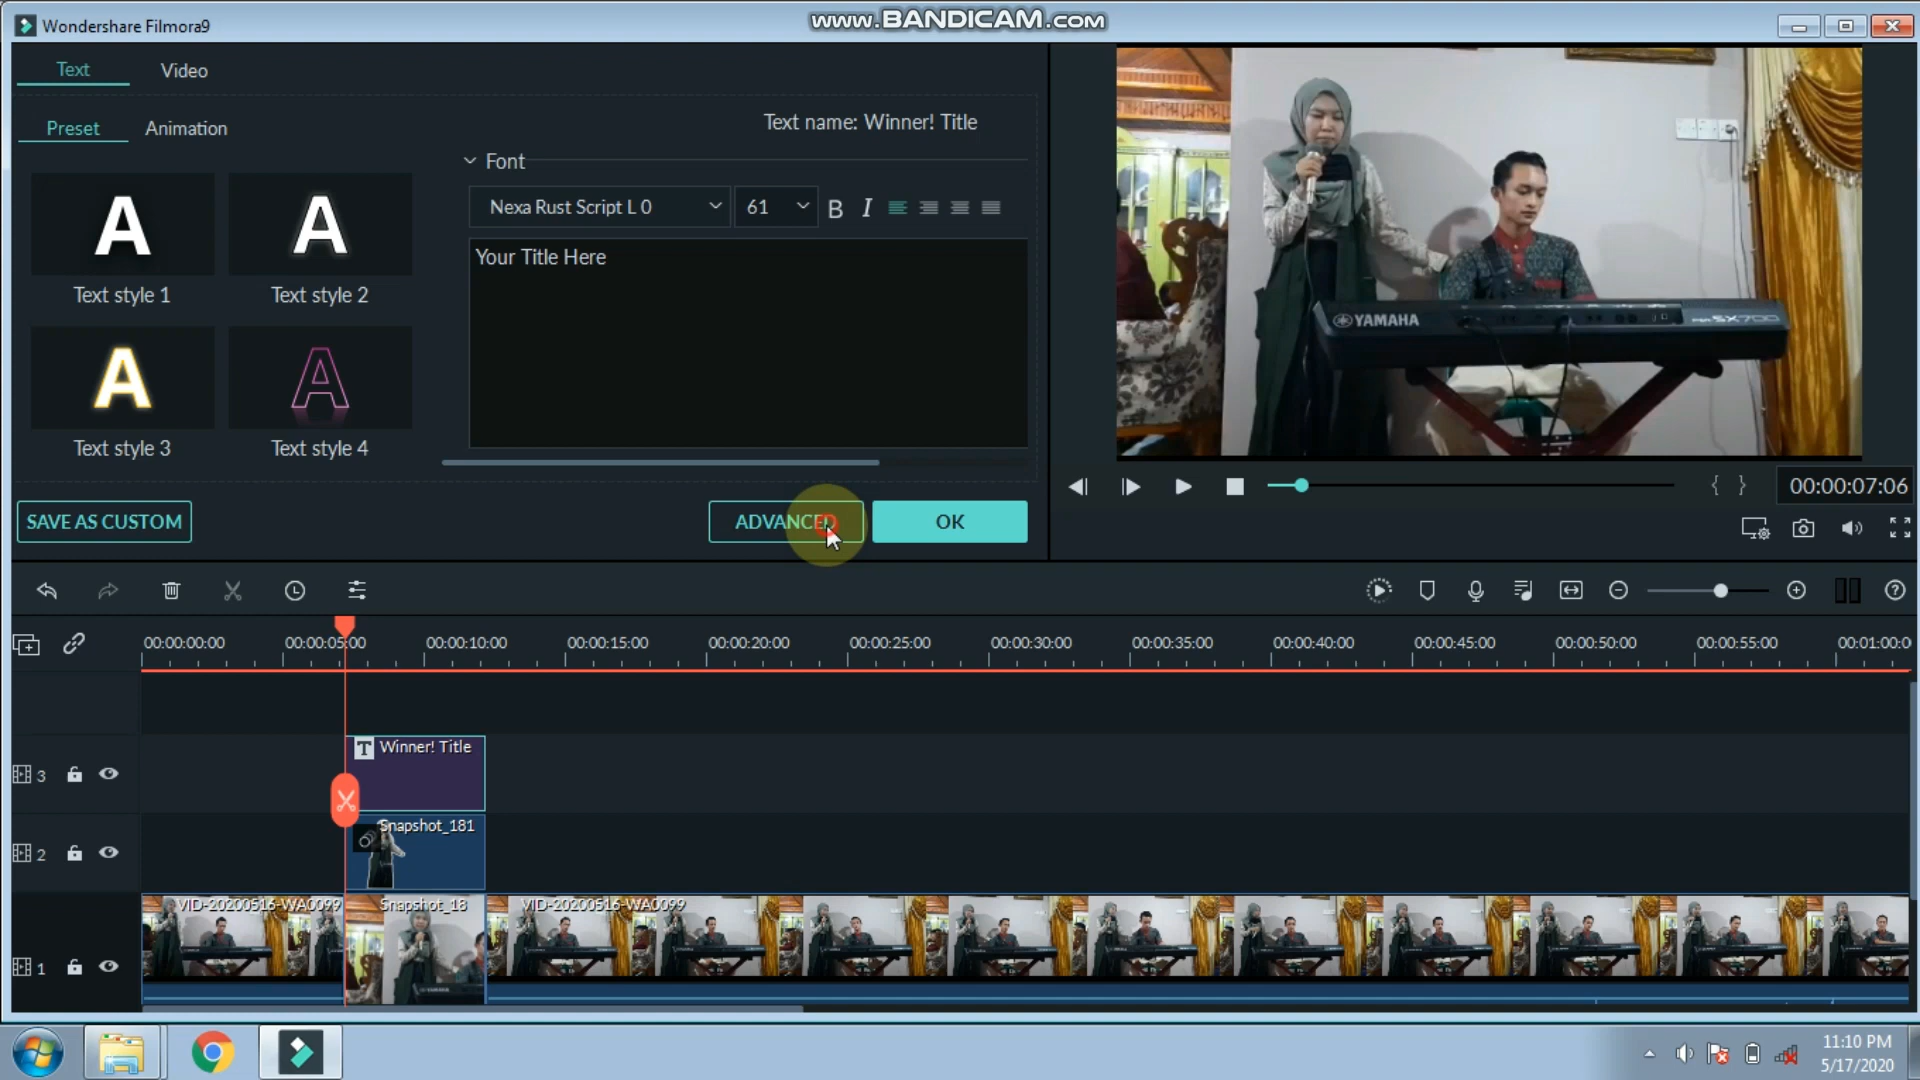 Wondershare Filmora9
www.BANDICAM.com
Text
Video
Preset
Animation
Text name: Winner! Title
Font
Nexa Rust Script L 0
61
B
I
Your Title Here
A
A
Text style 1
Text style 2
A
A
Text style 3
Text style 4
SAVE AS CUSTOM
ADVANCED
OK
YAMAHA
SX700
{ }
00:00:07:06
00:00:00:00
00:00:05:00
00:00:10:00
00:00:15:00
00:00:20:00
00:00:25:00
00:00:30:00
00:00:35:00
00:00:40:00
00:00:45:00
00:00:50:00
00:00:55:00
00:01:00:0
3
T Winner! Title
2
Snapshot_181
1
VID-20200516-WA0099
Snapshot_18
VID-20200516-WA0099
YAMAHA
11:10 PM
5/17/2020